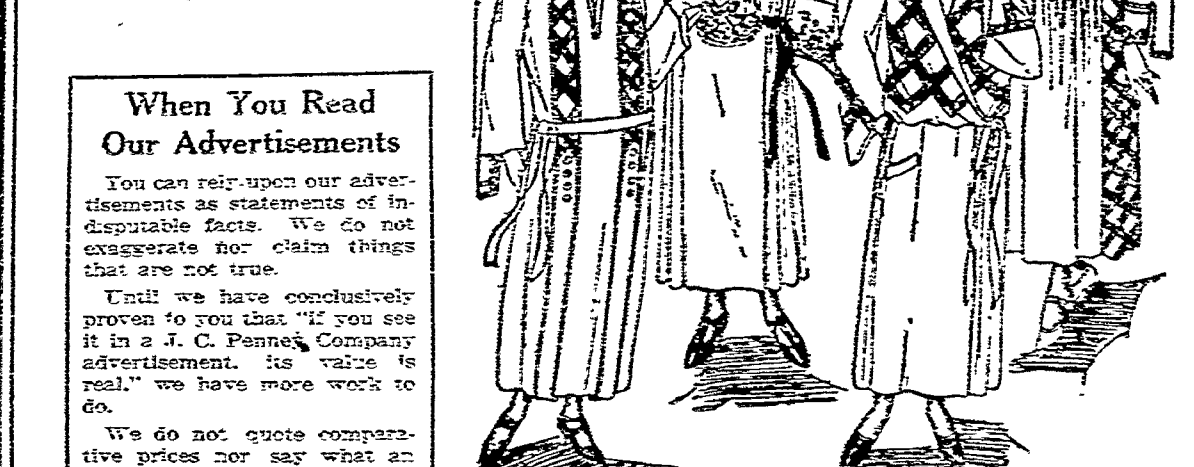 When You Read
Our Advertisements
You can rely upon our adver-
tisements as statements of in-
disputable facts. We do not
exaggerate nor claim things
that are not true.
Until we have conclusively
proven to you that "if you see
it in a J. C. Penney Company
advertisement, its value is
real," we have more work to
do.
We do not quote compara-
tive prices nor say what an